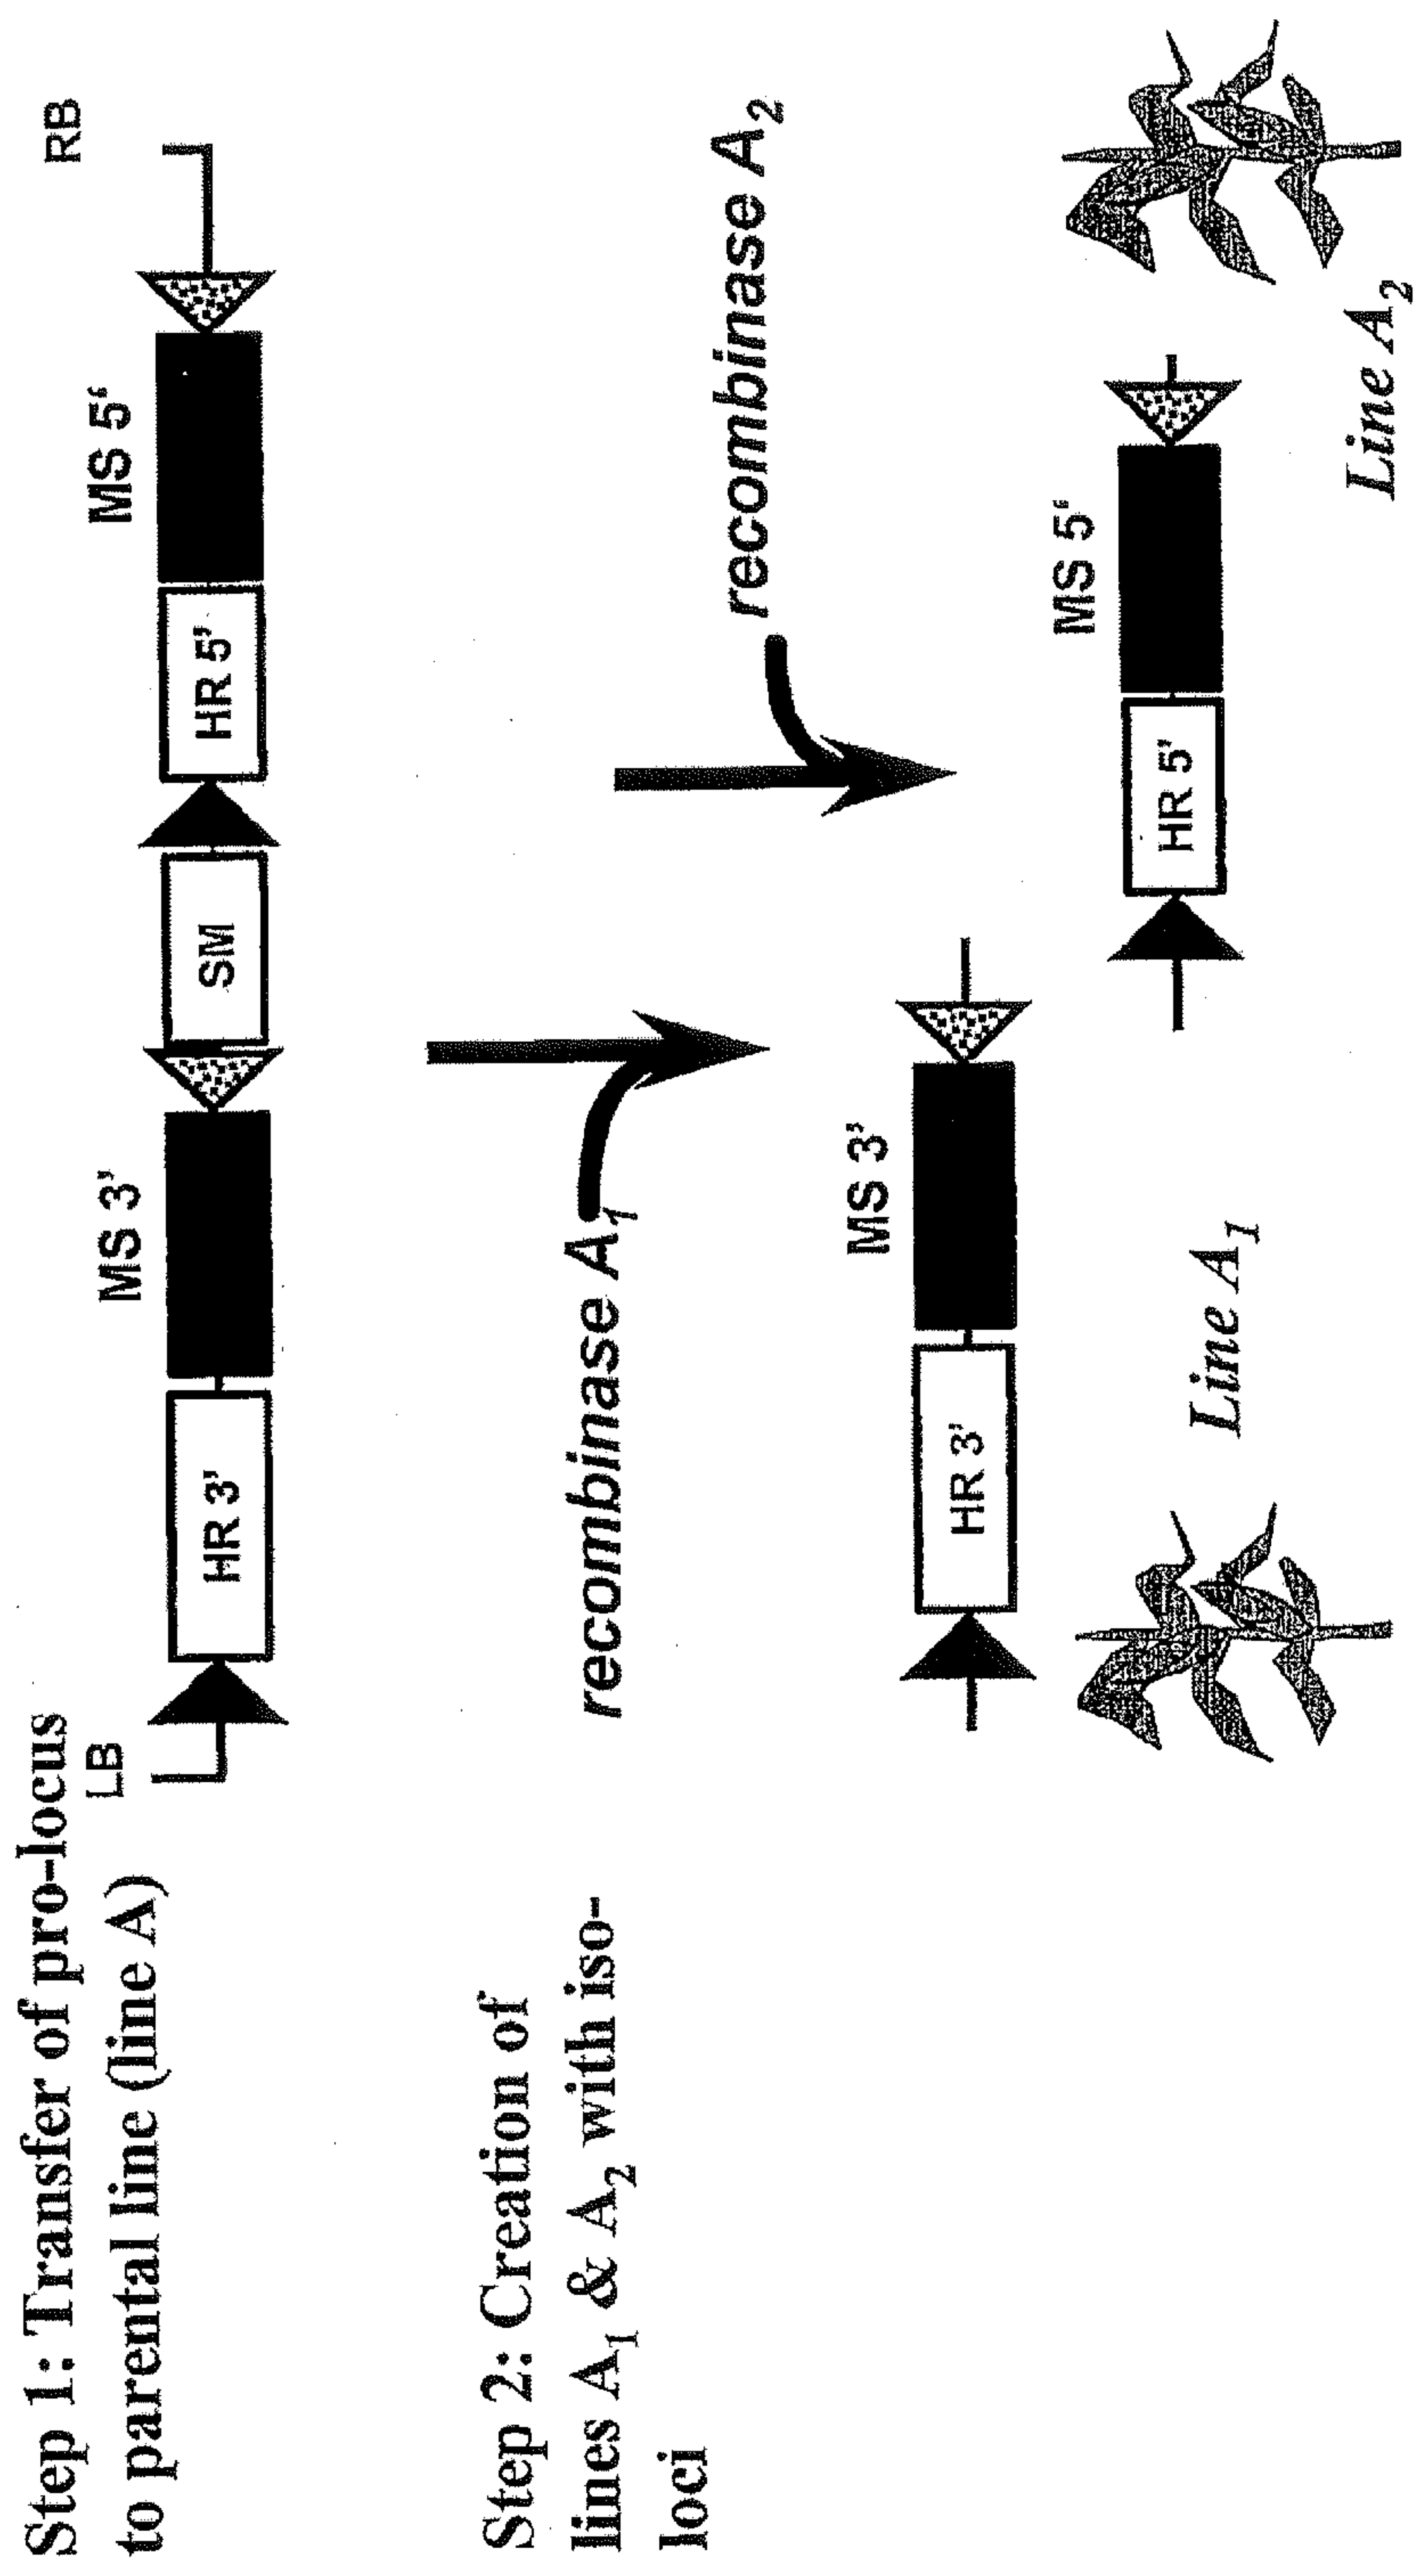 Step 1: Transfer of pro-locus
to parental line (line A)
LB
HR 3'
MS 3'
SM
HR 5'
MS 5‘
RB
Step 2: Creation of
lines A1 & A2 with iso-
loci
recombinase A1
recombinase A2
HR 3'
MS 3'
Line A1
HR 5'
MS 5‘
Line A2